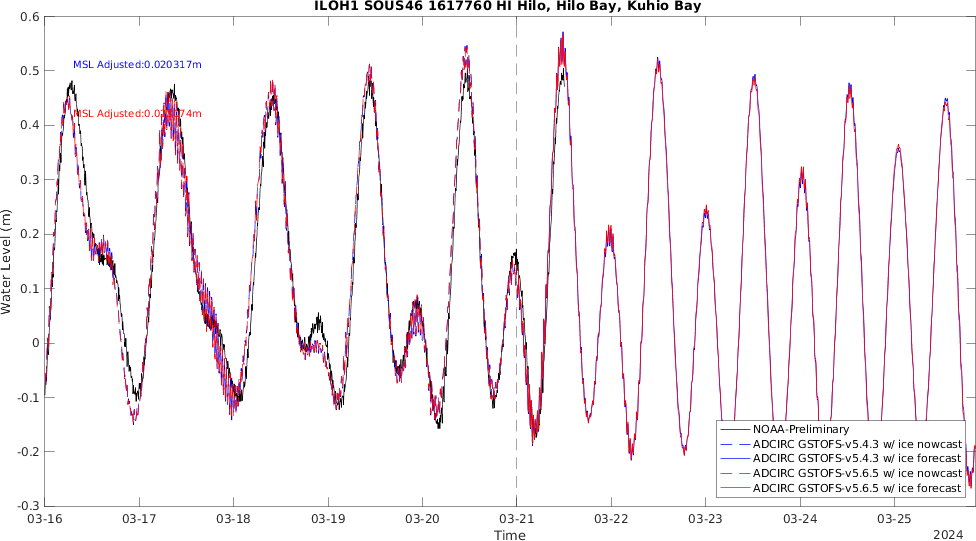 ILOH1 SOUS46 1617760 HI Hilo, Hilo Bay, Kuhio Bay
0.6
0.5
0.4
0.3
0.2
0.1
0
-0.1
-0.2
-0.3
Water Level (m)
MSL Adjusted:0.020317m
MSL
NOAA-Preliminary
ADCIRC GSTOFS-v5.4.3 w/ ice nowcast
ADCIRC GSTOFS-v5.4.3 w/ ice forecast
ADCIRC GSTOFS-v5.6.5 w/ ice nowcast
ADCIRC GSTOFS-v5.6.5 w/ ice forecast
03-16 03-17 03-18 03-19 03-20 03-21 03-22 03-23 03-24 03-25
Time
2024